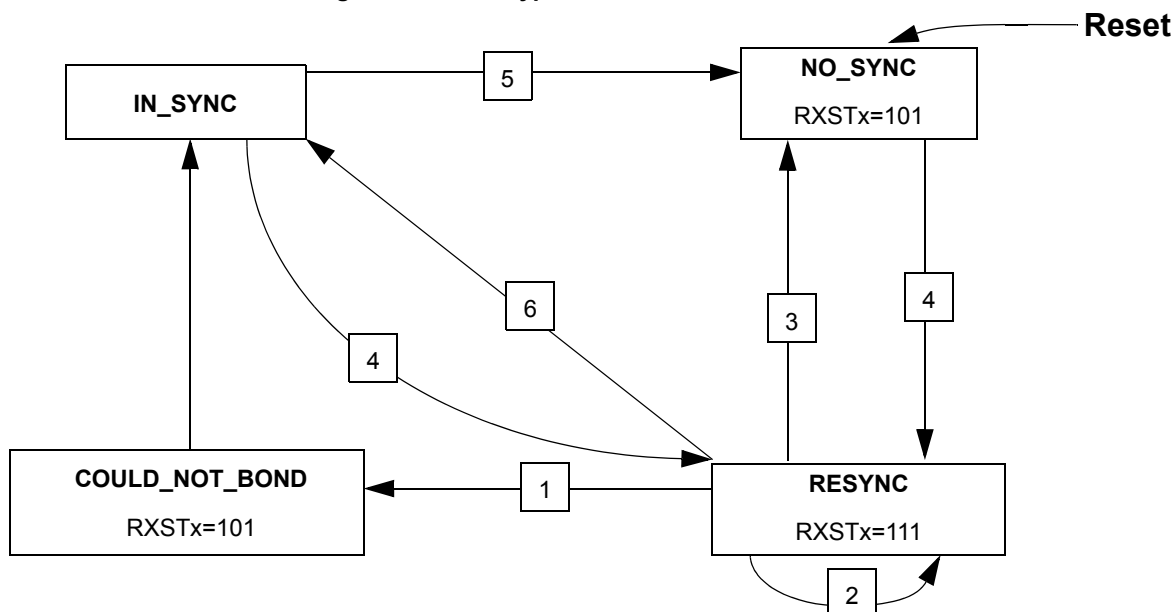 Reset
NO_SYNC
RXSTx=101
IN_SYNC
5
4
3
6
4
COULD_NOT_BOND
RXSTx=101
1
RESYNC
RXSTx=111
2